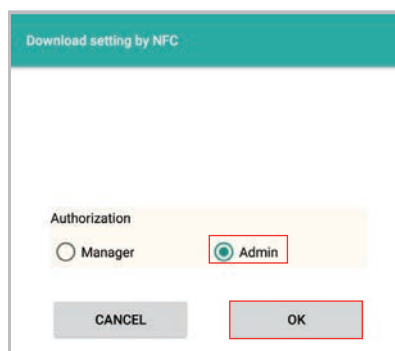 Download setting by NFC
Authorization
Manager Admin
CANCEL OK